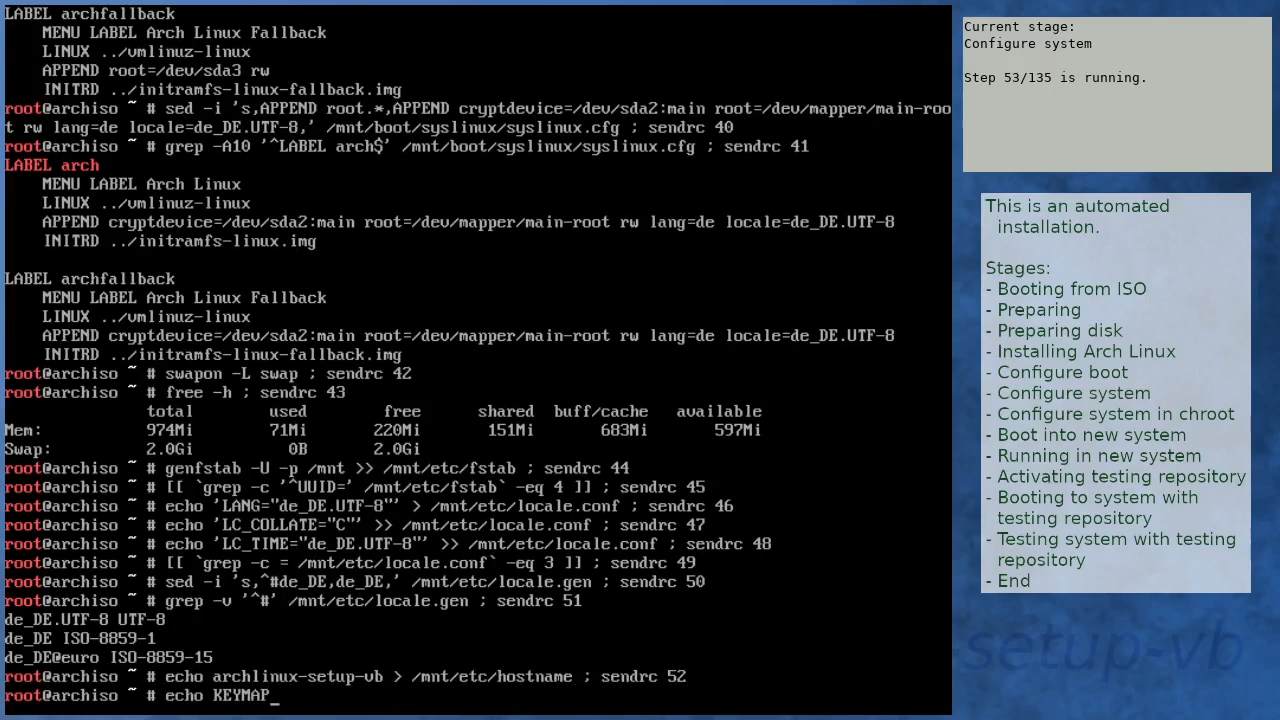 LABEL archfallback
MENU LABEL Arch Linux Fallback
LINUX ../vmlinuz-linux
APPEND root=/dev/sda3 rw
INITRD ../initramfs-linux-fallback.img
root@archiso ~ # sed -i 's,APPEND root.*,APPEND cryptdevice=/dev/sda2:main root=/dev/mapper/main-roo
t rw lang=de locale=de_DE.UTF-8,' /mnt/boot/syslinux/syslinux.cfg ; sendrc 40
root@archiso ~ # grep -A10 '^LABEL arch$' /mnt/boot/syslinux/syslinux.cfg ; sendrc 41
LABEL arch
MENU LABEL Arch Linux
LINUX ../vmlinuz-linux
APPEND cryptdevice=/dev/sda2:main root=/dev/mapper/main-root rw lang=de locale=de_DE.UTF-8
INITRD ../initramfs-linux.img
LABEL archfallback
MENU LABEL Arch Linux Fallback
LINUX ../vmlinuz-linux
APPEND cryptdevice=/dev/sda2:main root=/dev/mapper/main-root rw lang=de locale=de_DE.UTF-8
INITRD ../initramfs-linux-fallback.img
root@archiso ~ # swapon -L swap ; sendrc 42
root@archiso ~ # free -h ; sendrc 43
total used free shared buff/cache available
Mem: 974Mi 71Mi 220Mi 151Mi 683Mi 597Mi
Swap: 2.0Gi 0B 2.0Gi
root@archiso ~ # genfstab -U -p /mnt >> /mnt/etc/fstab ; sendrc 44
root@archiso ~ # [[ `grep -c '^UUID=' /mnt/etc/fstab` -eq 4 ]] ; sendrc 45
root@archiso ~ # echo 'LANG="de_DE.UTF-8"' > /mnt/etc/locale.conf ; sendrc 46
root@archiso ~ # echo 'LC_COLLATE="C"' >> /mnt/etc/locale.conf ; sendrc 47
root@archiso ~ # echo 'LC_TIME="de_DE.UTF-8"' >> /mnt/etc/locale.conf ; sendrc 48
root@archiso ~ # [[ `grep -c = /mnt/etc/locale.conf` -eq 3 ]] ; sendrc 49
root@archiso ~ # sed -i 's,^#de_DE,de_DE,' /mnt/etc/locale.gen ; sendrc 50
root@archiso ~ # grep -v '^#' /mnt/etc/locale.gen ; sendrc 51
de_DE.UTF-8 UTF-8
de_DE ISO-8859-1
de_DE@euro ISO-8859-15
root@archiso ~ # echo archlinux-setup-vb > /mnt/etc/hostname ; sendrc 52
root@archiso ~ # echo KEYMAP_
Current stage:
Configure system
Step 53/135 is running.
This is an automated
installation.
Stages:
- Booting from ISO
- Preparing
- Preparing disk
- Installing Arch Linux
- Configure boot
- Configure system
- Configure system in chroot
- Boot into new system
- Running in new system
- Activating testing repository
- Booting to system with
testing repository
- Testing system with testing
repository
- End
setup-vb